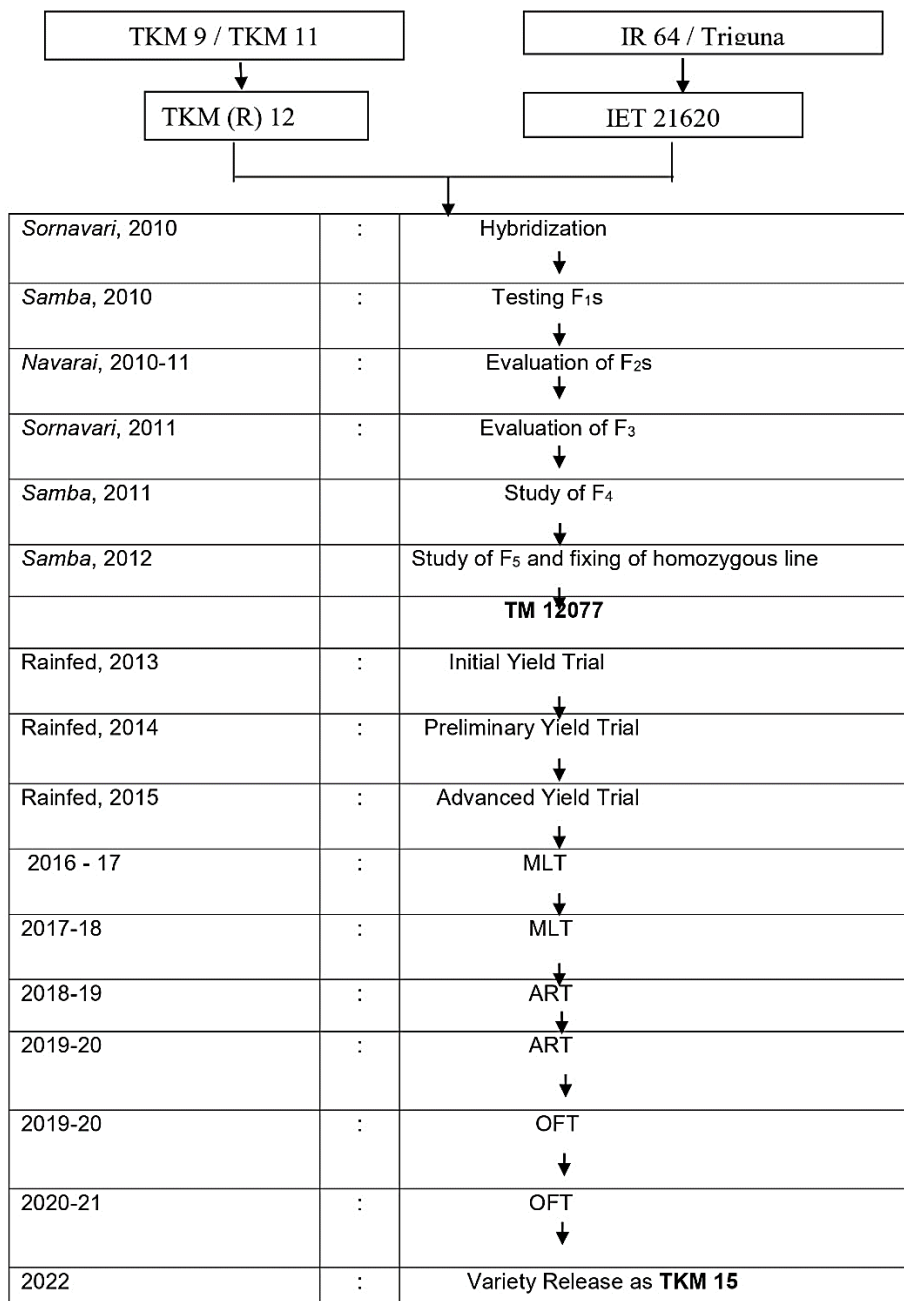 TKM 9 / TKM 11
IR 64 / Triguna
TKM (R) 12
IET 21620
Sornavari, 2010 : Hybridization
Samba, 2010 : Testing F₁s
Navarai, 2010-11 : Evaluation of F₂s
Sornavari, 2011 : Evaluation of F₃
Samba, 2011 Study of F₄
Samba, 2012 Study of F₅ and fixing of homozygous line
TM 12077
Rainfed, 2013 : Initial Yield Trial
Rainfed, 2014 : Preliminary Yield Trial
Rainfed, 2015 : Advanced Yield Trial
2016 - 17 : MLT
2017-18 : MLT
2018-19 : ART
2019-20 : ART
2019-20 : OFT
2020-21 : OFT
2022 : Variety Release as TKM 15